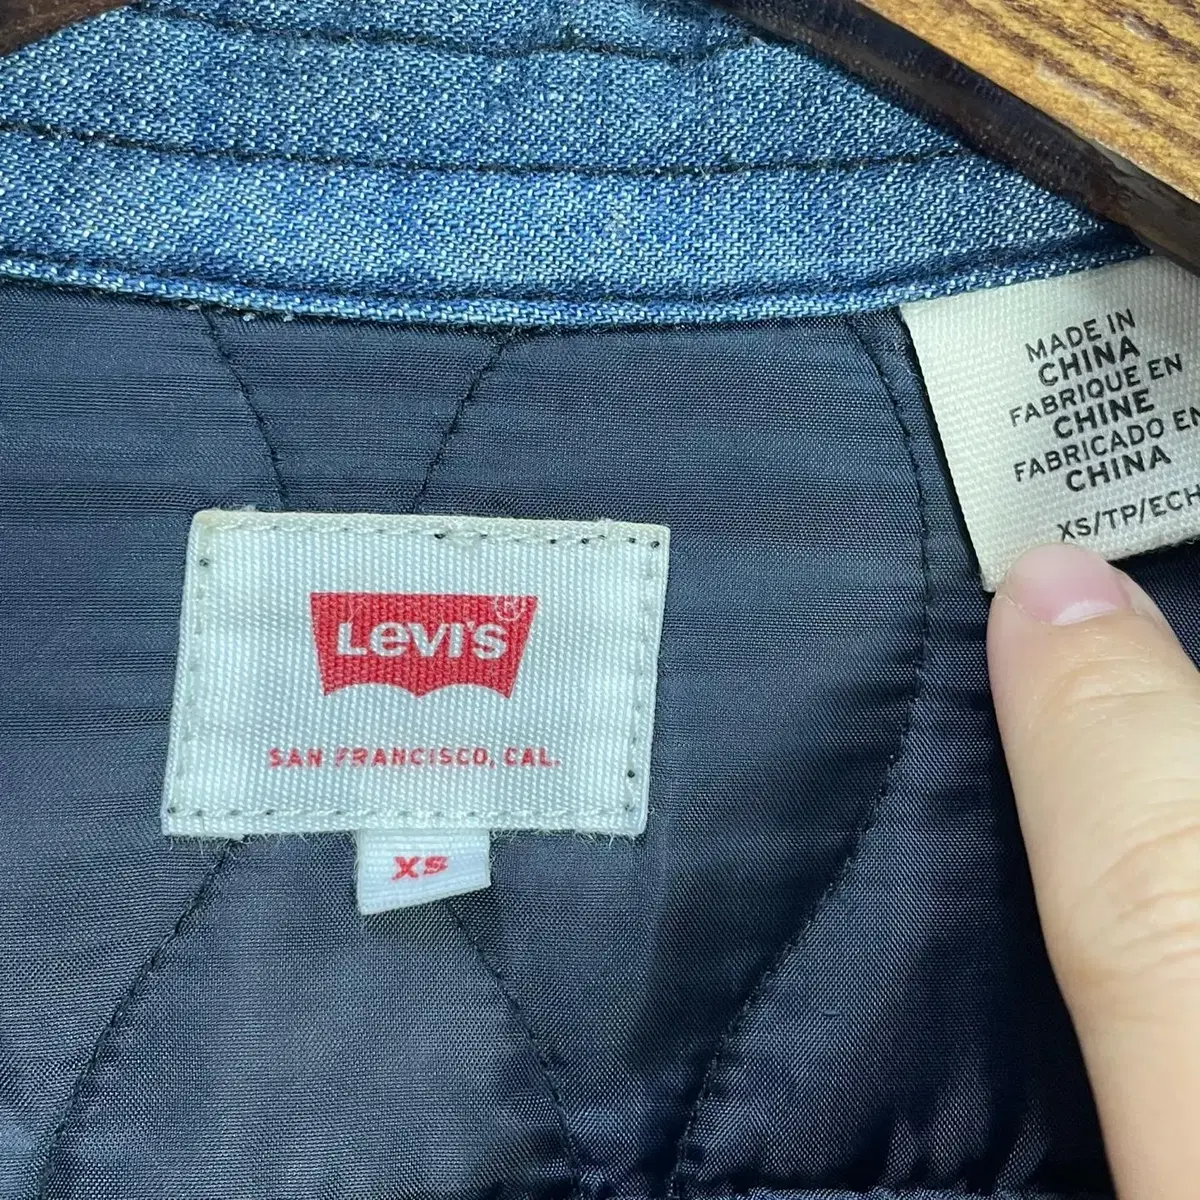 MADE IN
CHINA
FABRIQUE EN
CHINE
FABRICADO EN
CHINA
XS/TP/ECH
Levi's®
SAN FRANCISCO, CAL.
XS